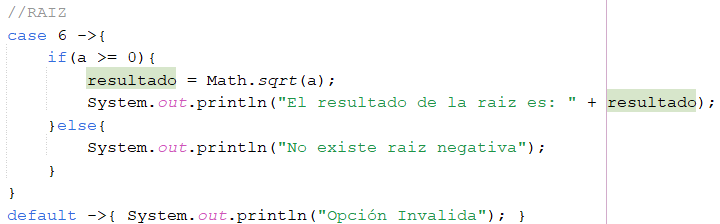 //RAIZ
case 6 ->{
if(a >= 0){
resultado = Math.sqrt(a);
System.out.println("El resultado de la raiz es: " + resultado);
}else{
System.out.println("No existe raiz negativa");
}
}
default ->{ System.out.println("Opción Invalida"); }